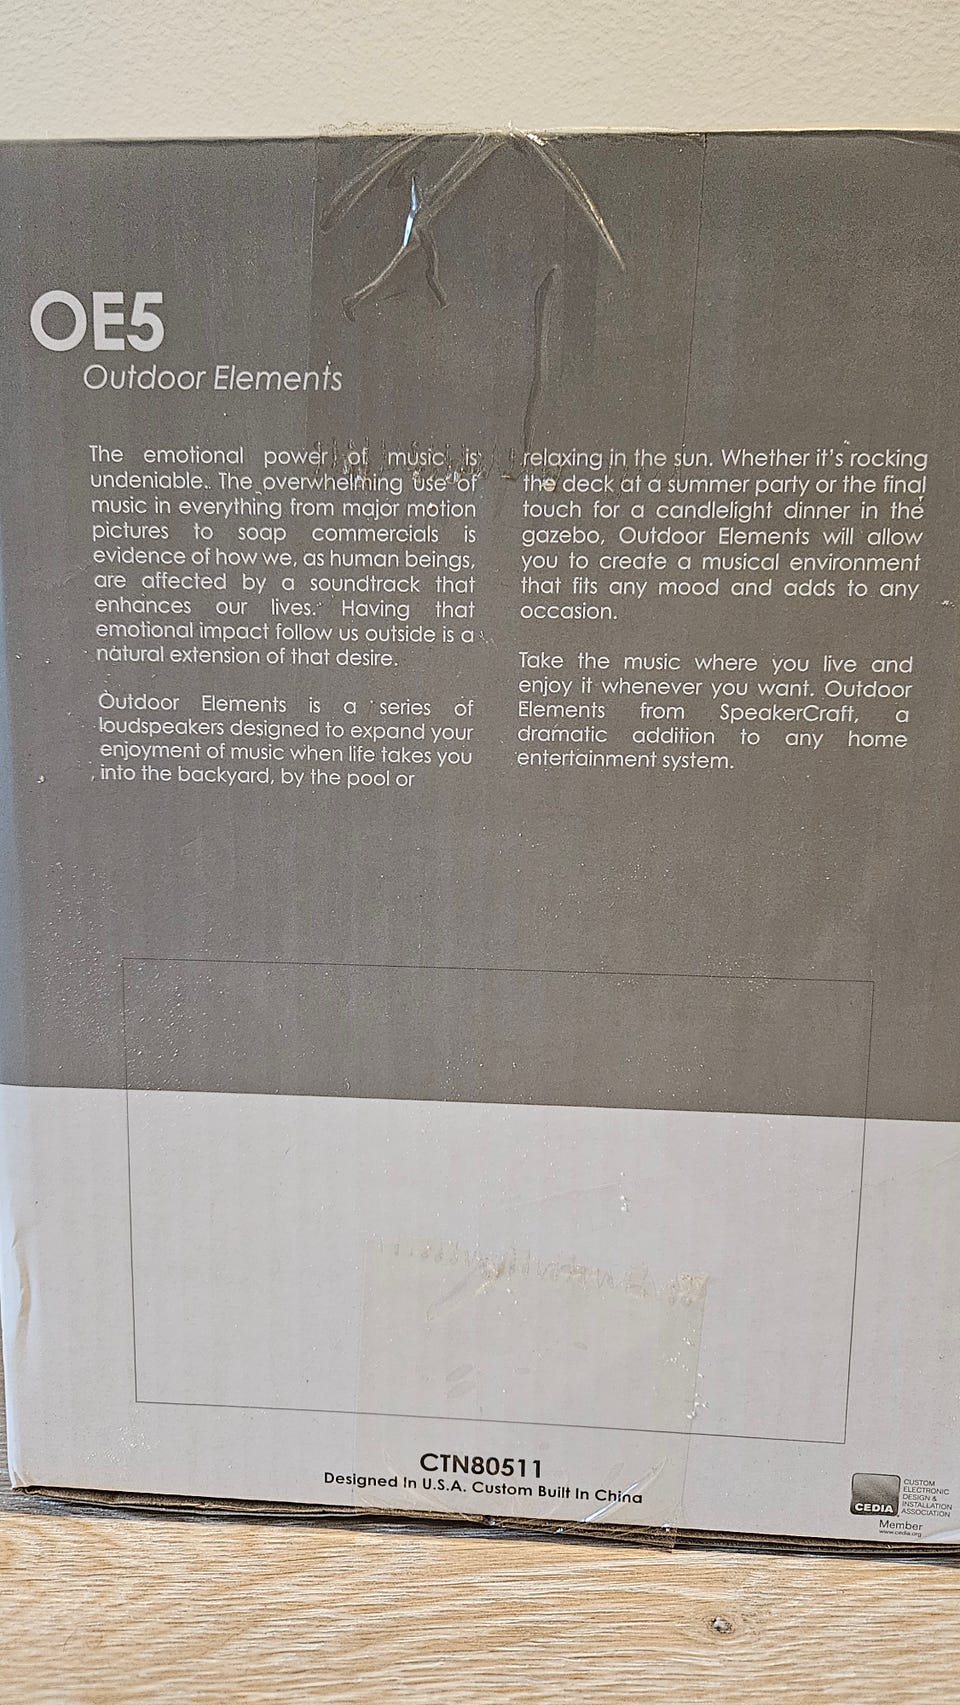 OE5
Outdoor Elements
The emotional power of music is
undeniable. The overwhelming use of
music in everything from major motion
pictures to soap commercials is
evidence of how we, as human beings,
are affected by a soundtrack that
enhances our lives. Having that
emotional impact follow us outside is a
natural extension of that desire.
Outdoor Elements is a series of
loudspeakers designed to expand your
enjoyment of music when life takes you
into the backyard, by the pool or
relaxing in the sun. Whether it's rocking
the deck at a summer party or the final
touch for a candlelight dinner in the
gazebo, Outdoor Elements will allow
you to create a musical environment
that fits any mood and adds to any
occasion.
Take the music where you live and
enjoy it whenever you want. Outdoor
Elements from SpeakerCraft, a
dramatic addition to any home
entertainment system.
CTN80511
Designed In U.S.A. Custom Built In China
CEDIA
CUSTOM
ELECTRONIC
DESIGN &
INSTALLATION
ASSOCIATION
Member
www.cedia.org